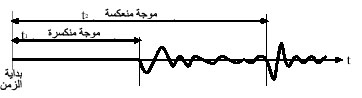 t₂ موجة منعكسة
t₁ موجة منكسرة
t
بداية
الزمن